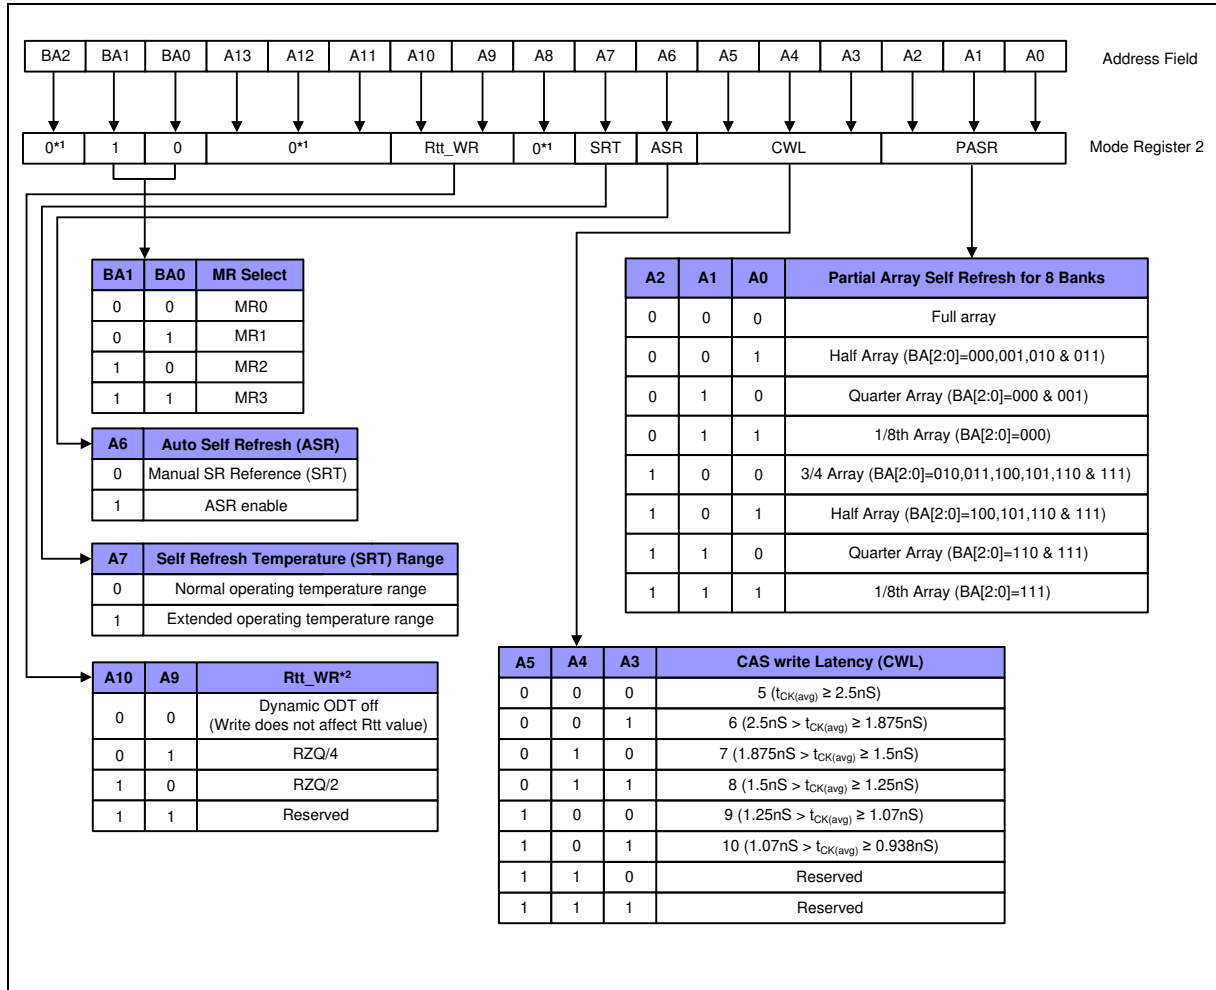 BA2 BA1 BA0 A13 A12 A11 A10 A9 A8 A7 A6 A5 A4 A3 A2 A1 A0 Address Field
0*1 1 0 0*1 Rtt_WR 0*1 SRT ASR CWL PASR Mode Register 2
BA1 BA0 MR Select
0 0 MR0
0 1 MR1
1 0 MR2
1 1 MR3
A6 Auto Self Refresh (ASR)
0 Manual SR Reference (SRT)
1 ASR enable
A7 Self Refresh Temperature (SRT) Range
0 Normal operating temperature range
1 Extended operating temperature range
A10 A9 Rtt_WR*2
0 0 Dynamic ODT off
(Write does not affect Rtt value)
0 1 RZQ/4
1 0 RZQ/2
1 1 Reserved
A2 A1 A0 Partial Array Self Refresh for 8 Banks
0 0 0 Full array
0 0 1 Half Array (BA[2:0]=000,001,010 & 011)
0 1 0 Quarter Array (BA[2:0]=000 & 001)
0 1 1 1/8th Array (BA[2:0]=000)
1 0 0 3/4 Array (BA[2:0]=010,011,100,101,110 & 111)
1 0 1 Half Array (BA[2:0]=100,101,110 & 111)
1 1 0 Quarter Array (BA[2:0]=110 & 111)
1 1 1 1/8th Array (BA[2:0]=111)
A5 A4 A3 CAS write Latency (CWL)
0 0 0 5 (tCK(avg) ≥ 2.5nS)
0 0 1 6 (2.5nS > tCK(avg) ≥ 1.875nS)
0 1 0 7 (1.875nS > tCK(avg) ≥ 1.5nS)
0 1 1 8 (1.5nS > tCK(avg) ≥ 1.25nS)
1 0 0 9 (1.25nS > tCK(avg) ≥ 1.07nS)
1 0 1 10 (1.07nS > tCK(avg) ≥ 0.938nS)
1 1 0 Reserved
1 1 1 Reserved